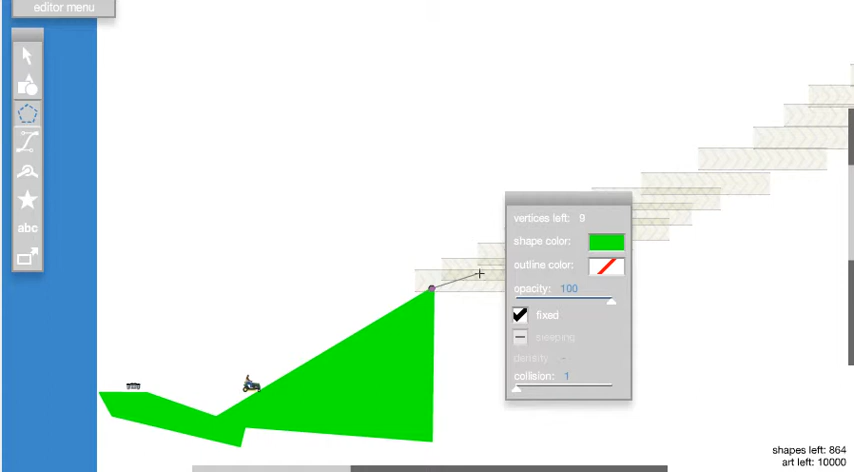 editor menu
abc
vertices left: 9
shape color:
outline color:
opacity: 100
fixed
sleeping
density: -
collision: 1
shapes left: 864
art left: 10000